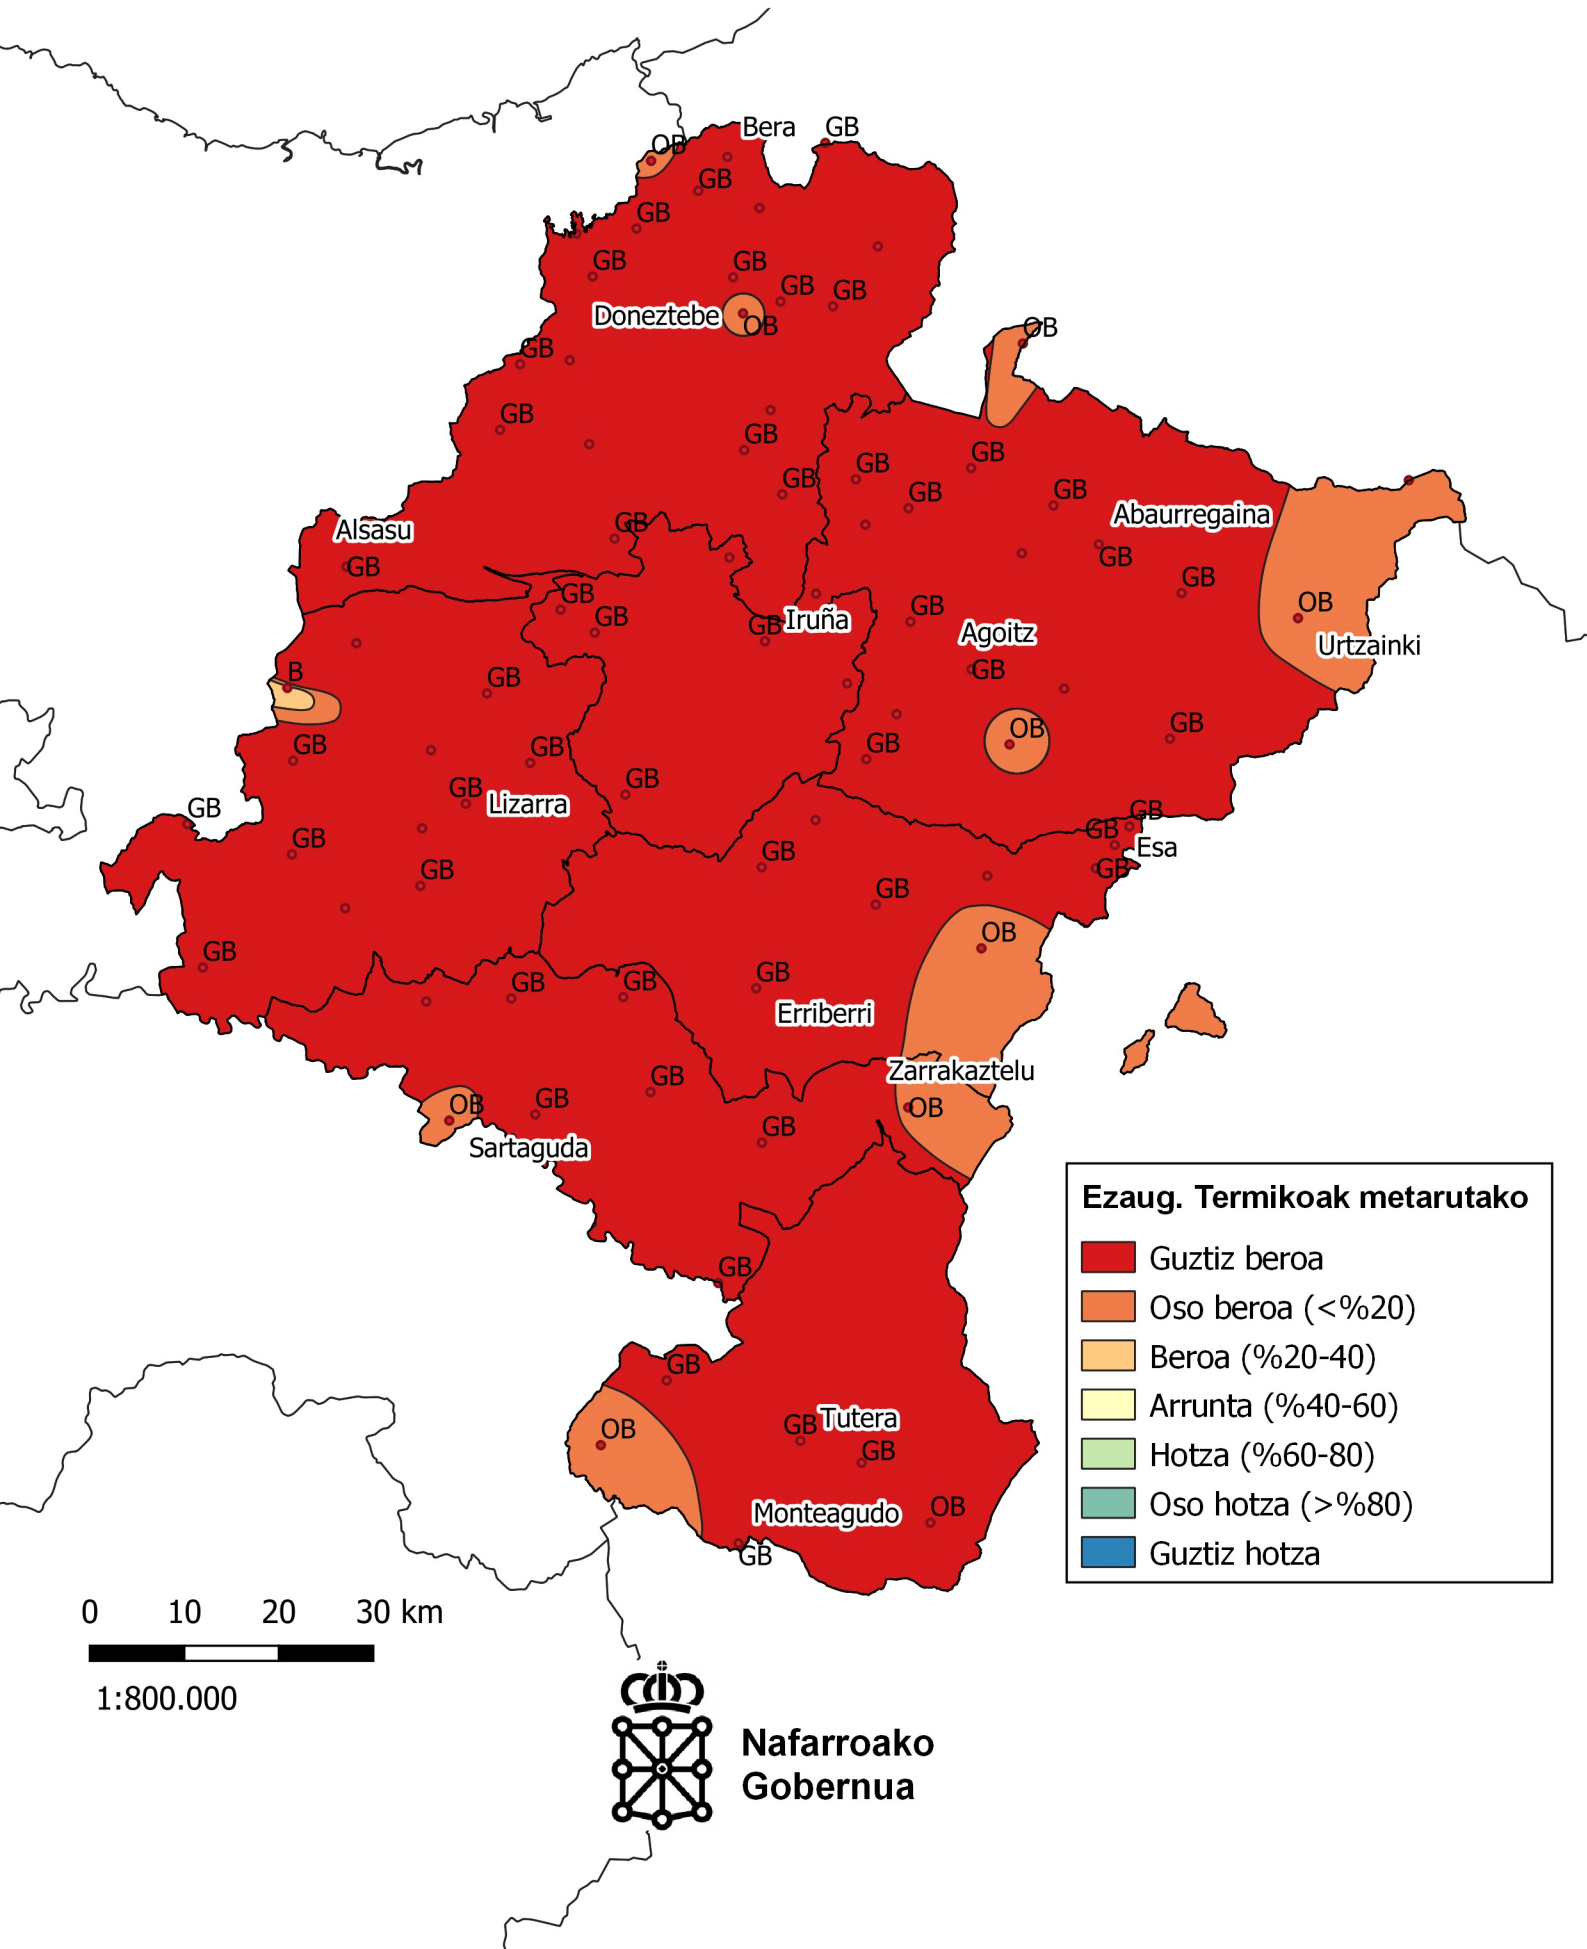 Bera GB
OB
GB
GB
GB
GB
GB
GB
Doneztebe
OB
OB
GB
GB
GB
GB
GB
GB
GB
GB
Abaurregaina
GB
Alsasu
GB
GB
GB
GB
OB
GB
GB
GB
Iruña
Agoitz
Urtzainki
GB
B
GB
GB
OB
GB
GB
GB
GB
GB
Lizarra
GB
GB
GB
GB
Esa
GB
GB
GB
GB
GB
OB
GB
GB
GB
GB
Erriberri
Zarrakaztelu
GB
OB
GB
OB
GB
Sartaguda
GB
GB
OB
Tutera
GB
GB
OB
Monteagudo
GB
Ezaug. Termikoak metarutako
Guztiz beroa
Oso beroa (<%20)
Beroa (%20-40)
Arrunta (%40-60)
Hotza (%60-80)
Oso hotza (>%80)
Guztiz hotza
0 10 20 30 km
1:800.000
Nafarroako
Gobernua